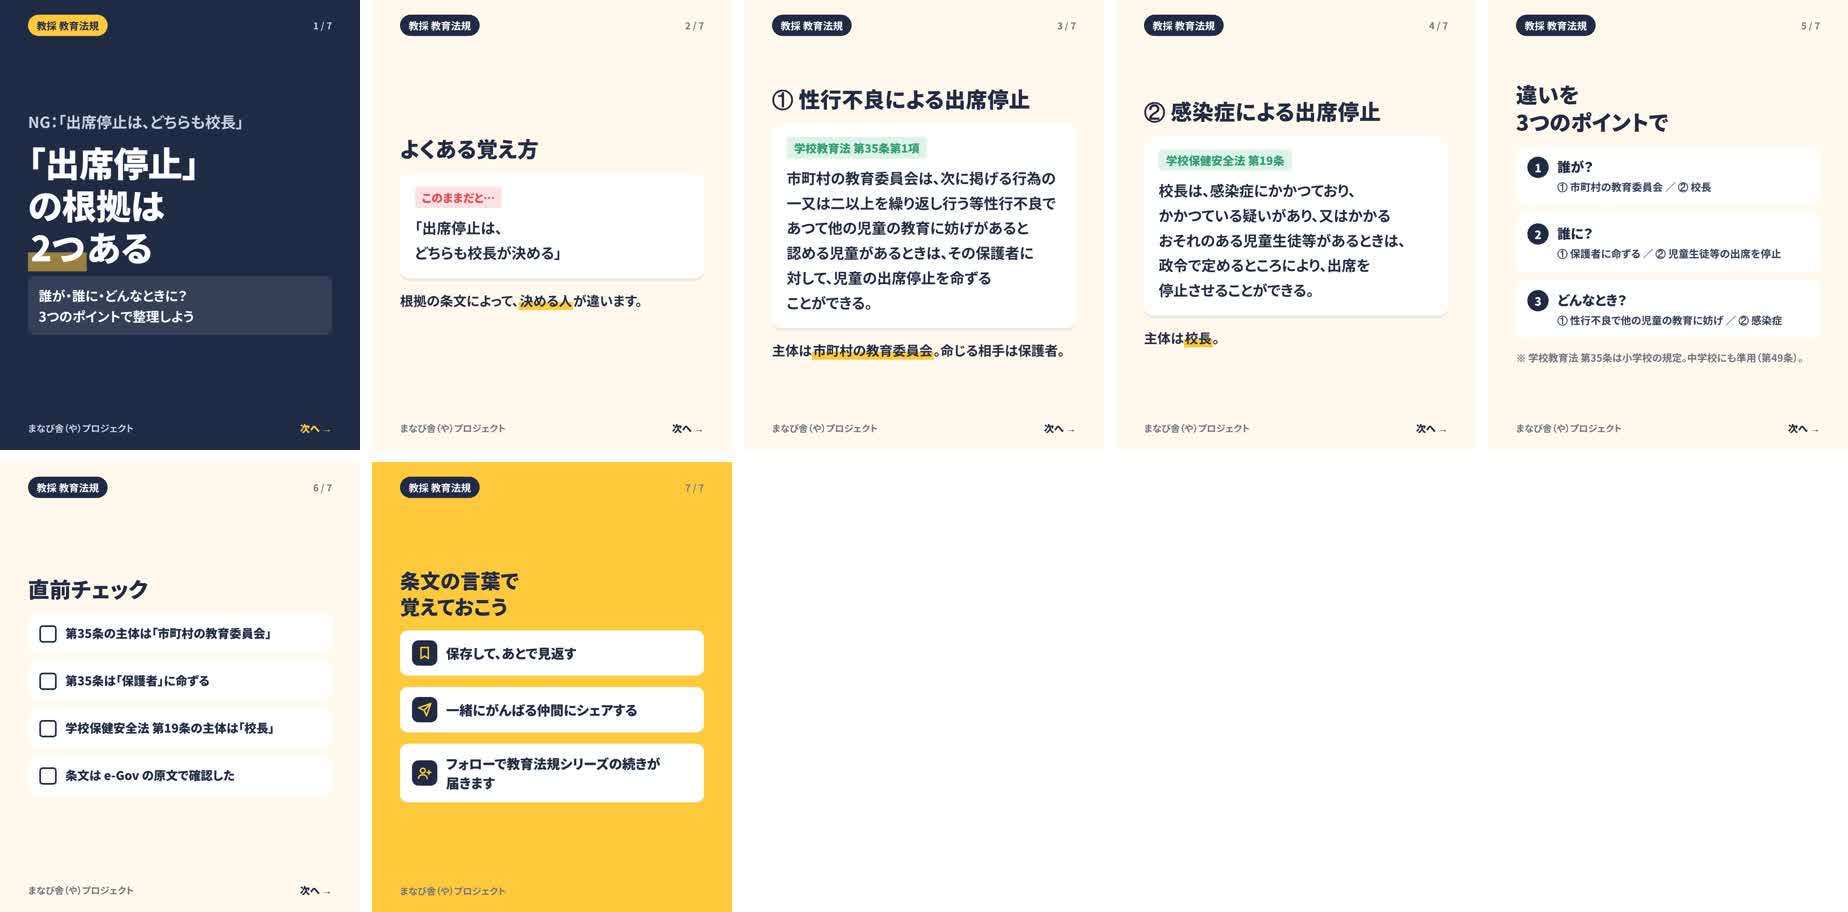 教採 教育法規
1 / 7
NG：「出席停止は、どちらも校長」
「出席停止」
の根拠は
2つある
誰が・誰に・どんなときに？
3つのポイントで整理しよう
まなび舎（や）プロジェクト
次へ →
教採 教育法規
2 / 7
よくある覚え方
このままだと…
「出席停止は、
どちらも校長が決める」
根拠の条文によって、決める人が違います。
まなび舎（や）プロジェクト
次へ →
教採 教育法規
3 / 7
① 性行不良による出席停止
学校教育法 第35条第1項
市町村の教育委員会は、次に掲げる行為の
一又は二以上を繰り返し行う等性行不良で
あつて他の児童の教育に妨げがあると
認める児童があるときは、その保護者に
対して、児童の出席停止を命ずる
ことができる。
主体は市町村の教育委員会。命じる相手は保護者。
まなび舎（や）プロジェクト
次へ →
教採 教育法規
4 / 7
② 感染症による出席停止
学校保健安全法 第19条
校長は、感染症にかかつており、
かかつている疑いがあり、又はかかる
おそれのある児童生徒等があるときは、
政令で定めるところにより、出席を
停止させることができる。
主体は校長。
まなび舎（や）プロジェクト
次へ →
教採 教育法規
5 / 7
違いを
3つのポイントで
1 誰が？
① 市町村の教育委員会 ／ ② 校長
2 誰に？
① 保護者に命ずる ／ ② 児童生徒等の出席を停止
3 どんなとき？
① 性行不良で他の児童の教育に妨げ ／ ② 感染症
※ 学校教育法 第35条は小学校の規定。中学校にも準用（第49条）。
まなび舎（や）プロジェクト
次へ →
教採 教育法規
6 / 7
直前チェック
第35条の主体は「市町村の教育委員会」
第35条は「保護者」に命ずる
学校保健安全法 第19条の主体は「校長」
条文は e-Gov の原文で確認した
まなび舎（や）プロジェクト
次へ →
教採 教育法規
7 / 7
条文の言葉で
覚えておこう
保存して、あとで見返す
一緒にがんばる仲間にシェアする
フォローで教育法規シリーズの続きが
届きます
まなび舎（や）プロジェクト